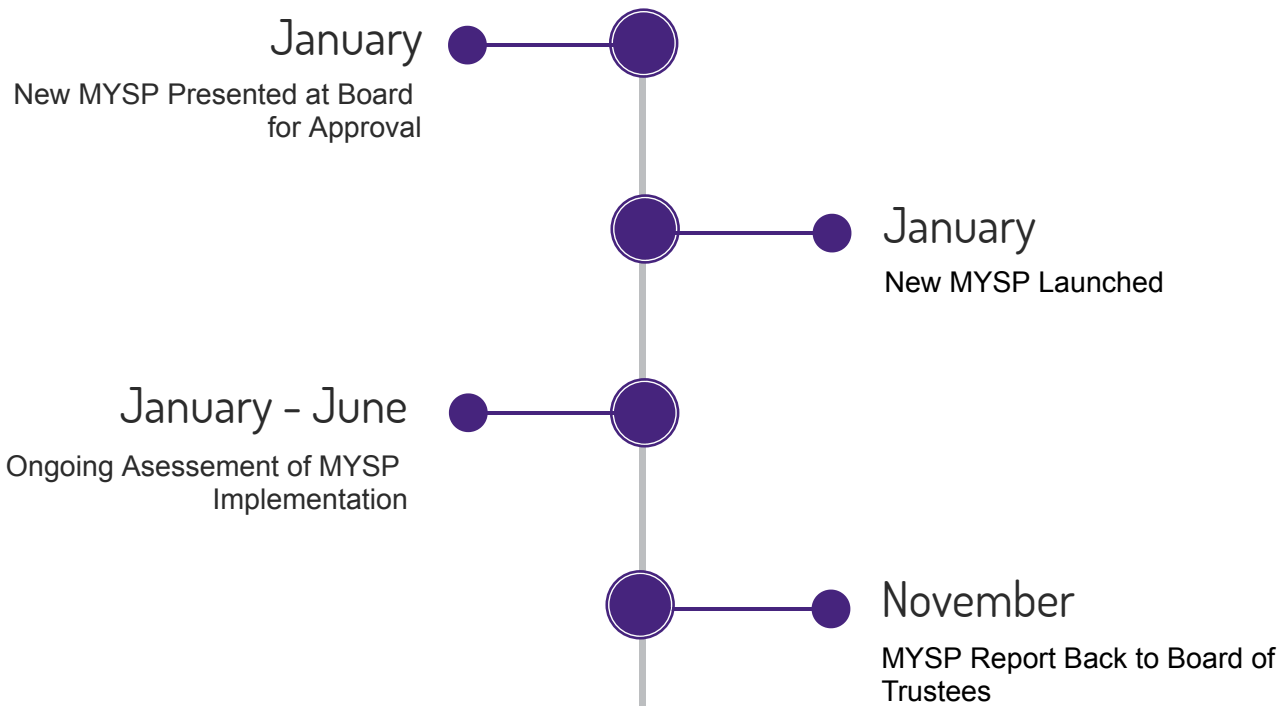 January
New MYSP Presented at Board
for Approval
January
New MYSP Launched
January - June
Ongoing Asessement of MYSP
Implementation
November
MYSP Report Back to Board of
Trustees